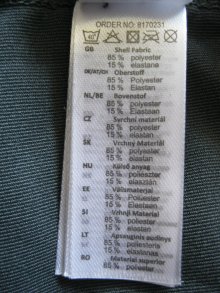 ORDER NO: 8170231
40
GB Shell Fabric
85 % polyester
15 % elastane
DE/AT/CH Oberstoff
85 % Polyester
15 % Elastan
NL/BE Bovenstof
85 % polyester
15 % elastaan
CZ Svrchní materiál
85 % polyester
15 % elastan
SK Vrchný Materiál
85 % polyester
15 % elastan
HU Külső anyag
85 % poliészter
15 % elasztán
EE Välismaterjal
85 % polüester
15 % elastaan
SI Vrhnji Material
85 % poliester
15 % elastan
LT Apsauginis audinys
85 % poliesteris
15 % elastanas
RO Material superior
85 % poliester